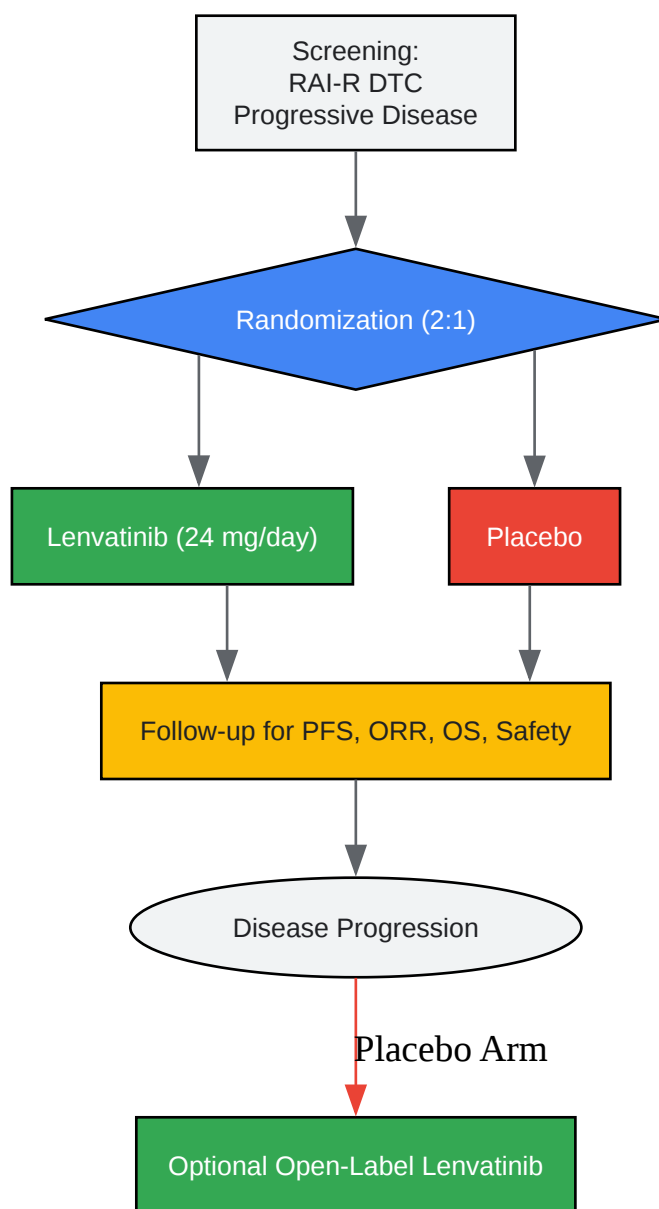 Screening:
RAI-R DTC
Progressive Disease
Randomization (2:1)
Lenvatinib (24 mg/day)
Placebo
Follow-up for PFS, ORR, OS, Safety
Disease Progression
Placebo Arm
Optional Open-Label Lenvatinib